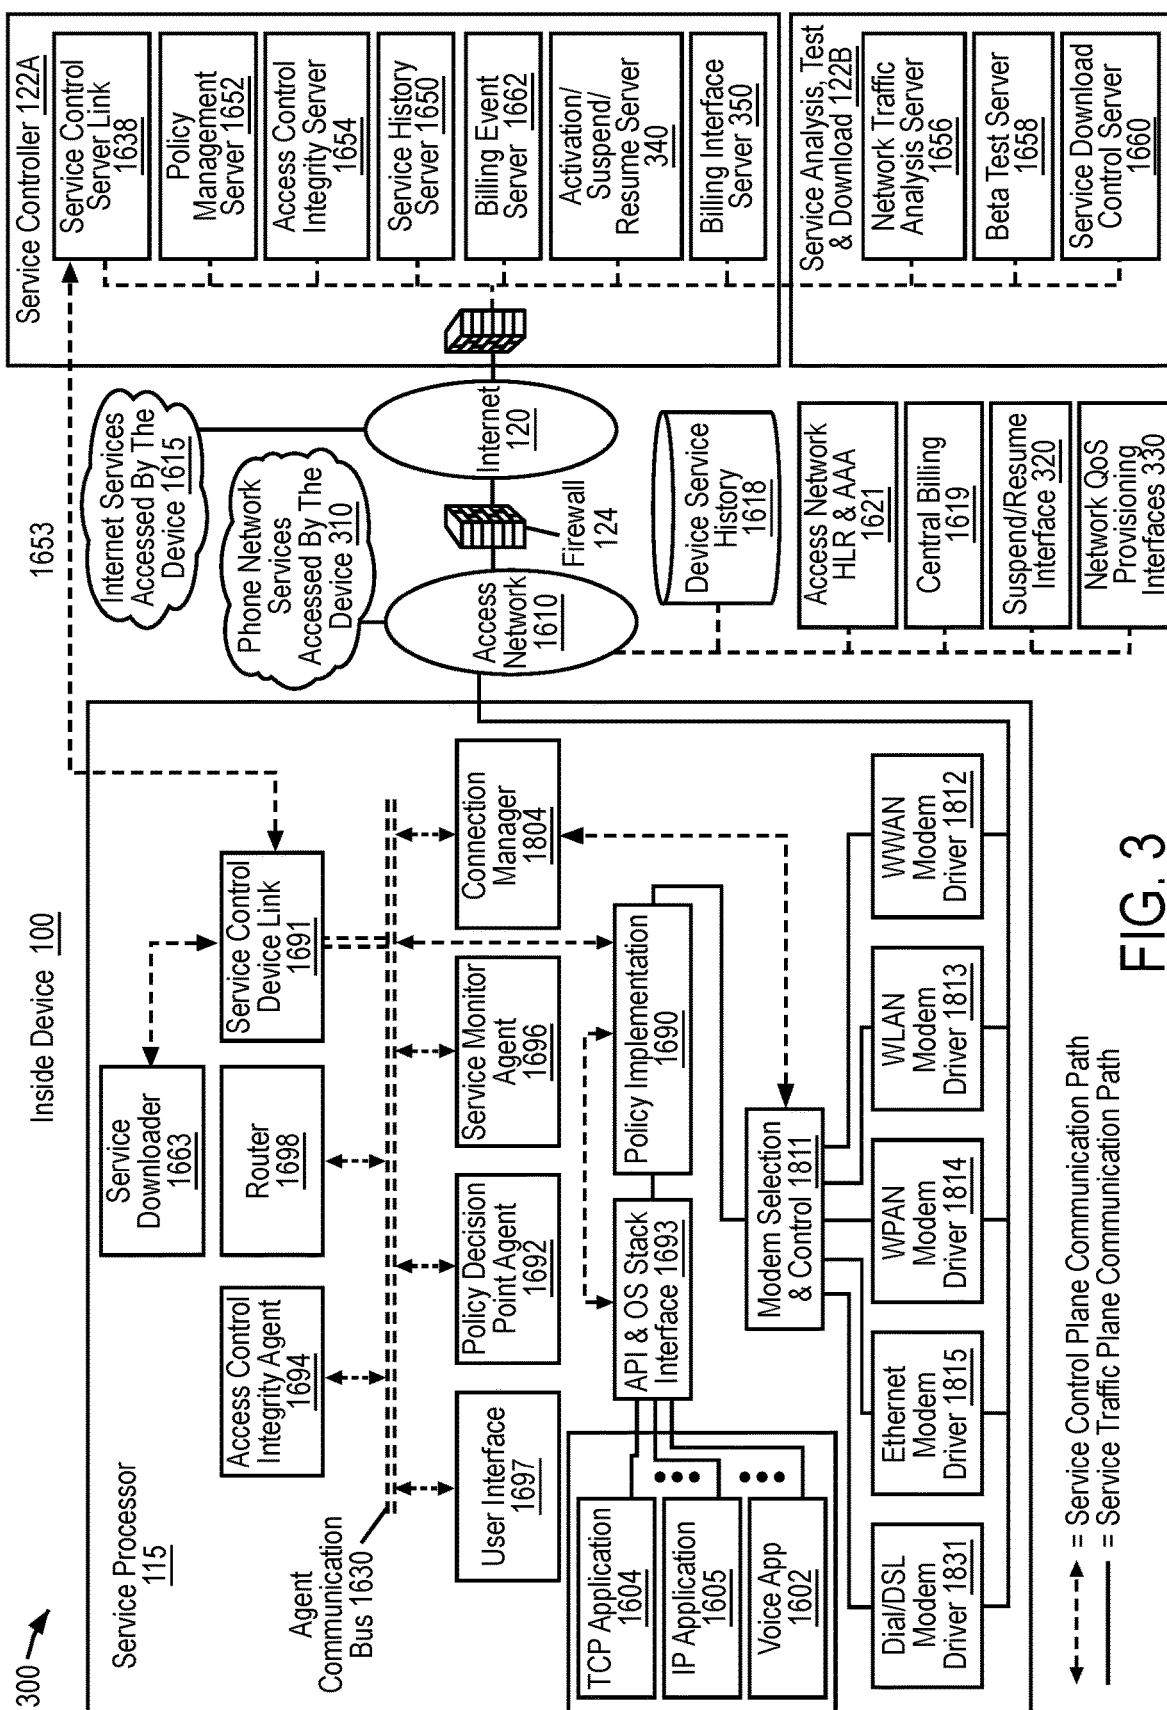 300
Inside Device 100
Service Processor
115
Service
Downloader
1663
Access Control
Integrity Agent
1694
Router
1698
Service Control
Device Link
1691
Agent
Communication
Bus 1630
User Interface
1697
Policy Decision
Point Agent
1692
Service Monitor
Agent
1696
Connection
Manager
1804
TCP Application
1604
IP Application
1605
Voice App
1602
API & OS Stack
Interface 1693
Policy Implementation
1690
Modem Selection
& Control 1811
Dial/DSL
Modem
Driver 1831
Ethernet
Modem
Driver 1815
WPAN
Modem
Driver 1814
WLAN
Modem
Driver 1813
WWAN
Modem
Driver 1812
1653
Internet Services
Accessed By The
Device 1615
Phone Network
Services
Accessed By The
Device 310
Access
Network
1610
Firewall
124
Internet
120
Device Service
History
1618
Access Network
HLR & AAA
1621
Central Billing
1619
Suspend/Resume
Interface 320
Network QoS
Provisioning
Interfaces 330
Service Controller 122A
Service Control
Server Link
1638
Policy
Management
Server 1652
Access Control
Integrity Server
1654
Service History
Server 1650
Billing Event
Server 1662
Activation/
Suspend/
Resume Server
340
Billing Interface
Server 350
Service Analysis, Test
& Download 122B
Network Traffic
Analysis Server
1656
Beta Test Server
1658
Service Download
Control Server
1660
= Service Control Plane Communication Path
= Service Traffic Plane Communication Path
FIG. 3